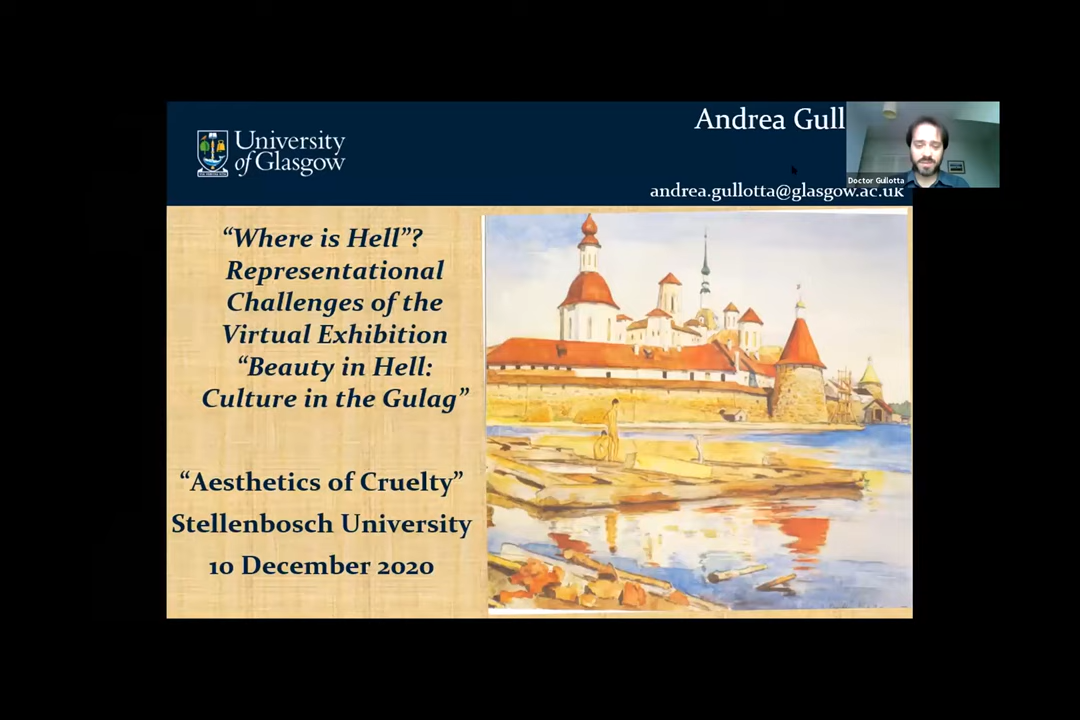 University
of Glasgow
Andrea Gull
Doctor Gullotta
andrea.gullotta@glasgow.ac.uk
“Where is Hell”?
Representational
Challenges of the
Virtual Exhibition
“Beauty in Hell:
Culture in the Gulag”
“Aesthetics of Cruelty”
Stellenbosch University
10 December 2020